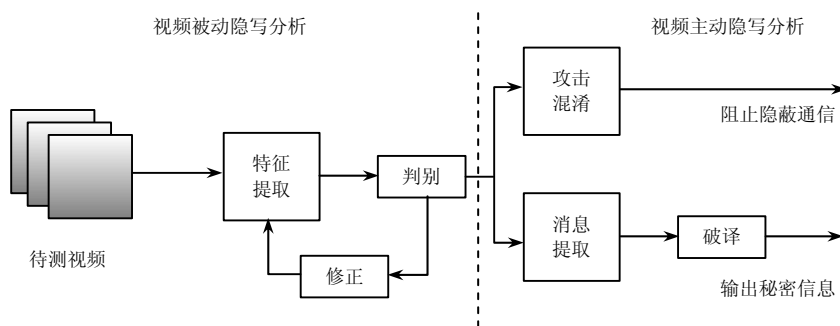 视频被动隐写分析
视频主动隐写分析
攻击
混淆
阻止隐蔽通信
特征
提取
判别
消息
提取
破译
待测视频
修正
输出秘密信息